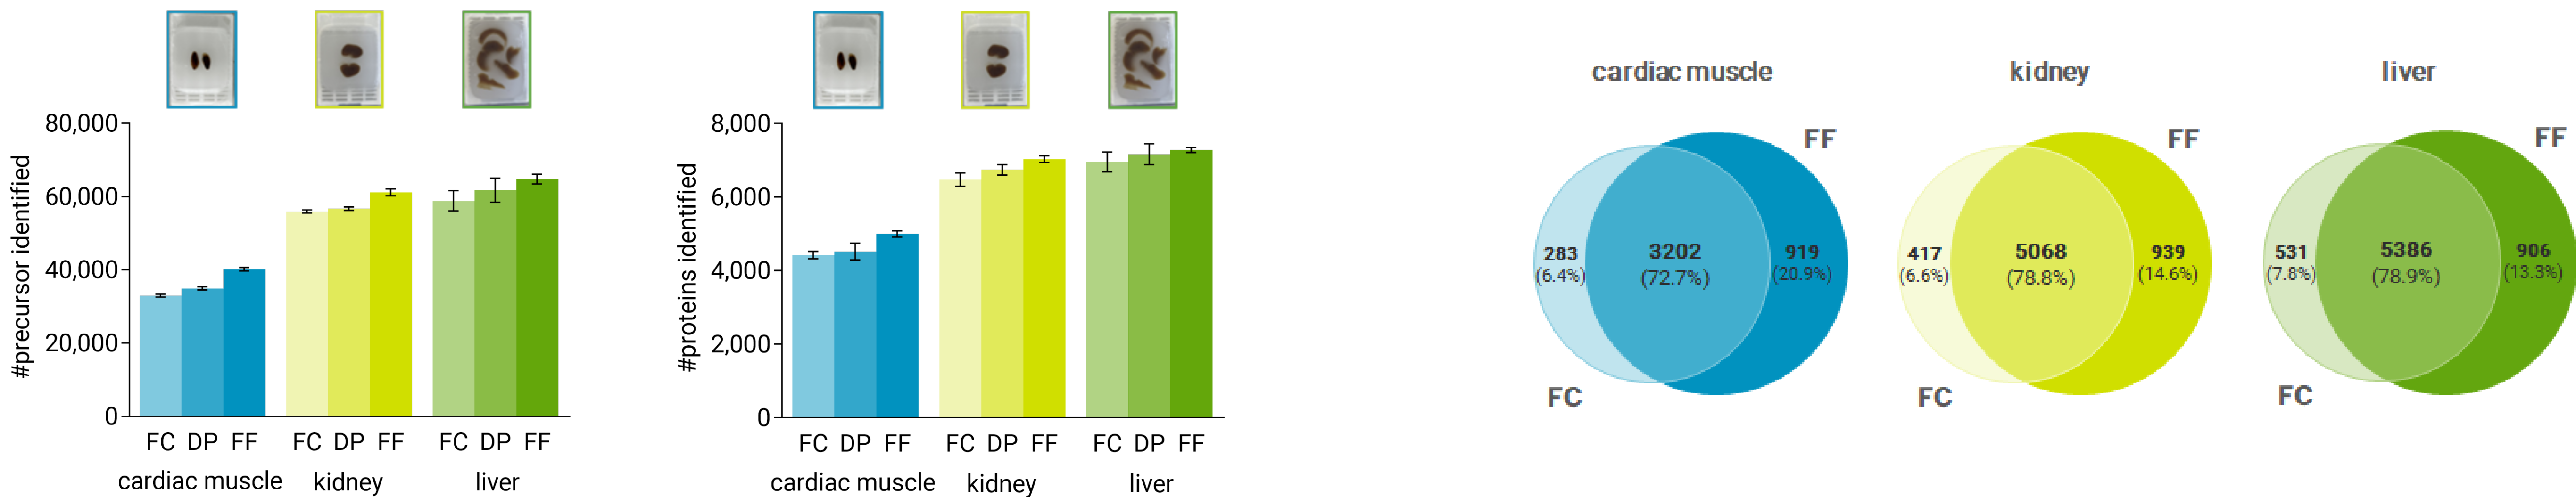 #precursor identified
80,000
60,000
40,000
20,000
0
FC DP FF FC DP FF FC DP FF
cardiac muscle kidney liver
#proteins identified
8,000
6,000
4,000
2,000
0
FC DP FF FC DP FF FC DP FF
cardiac muscle kidney liver
cardiac muscle
FF
283
(6.4%)
3202
(72.7%)
919
(20.9%)
FC
kidney
FF
417
(6.6%)
5068
(78.8%)
939
(14.6%)
FC
liver
FF
531
(7.8%)
5386
(78.9%)
906
(13.3%)
FC